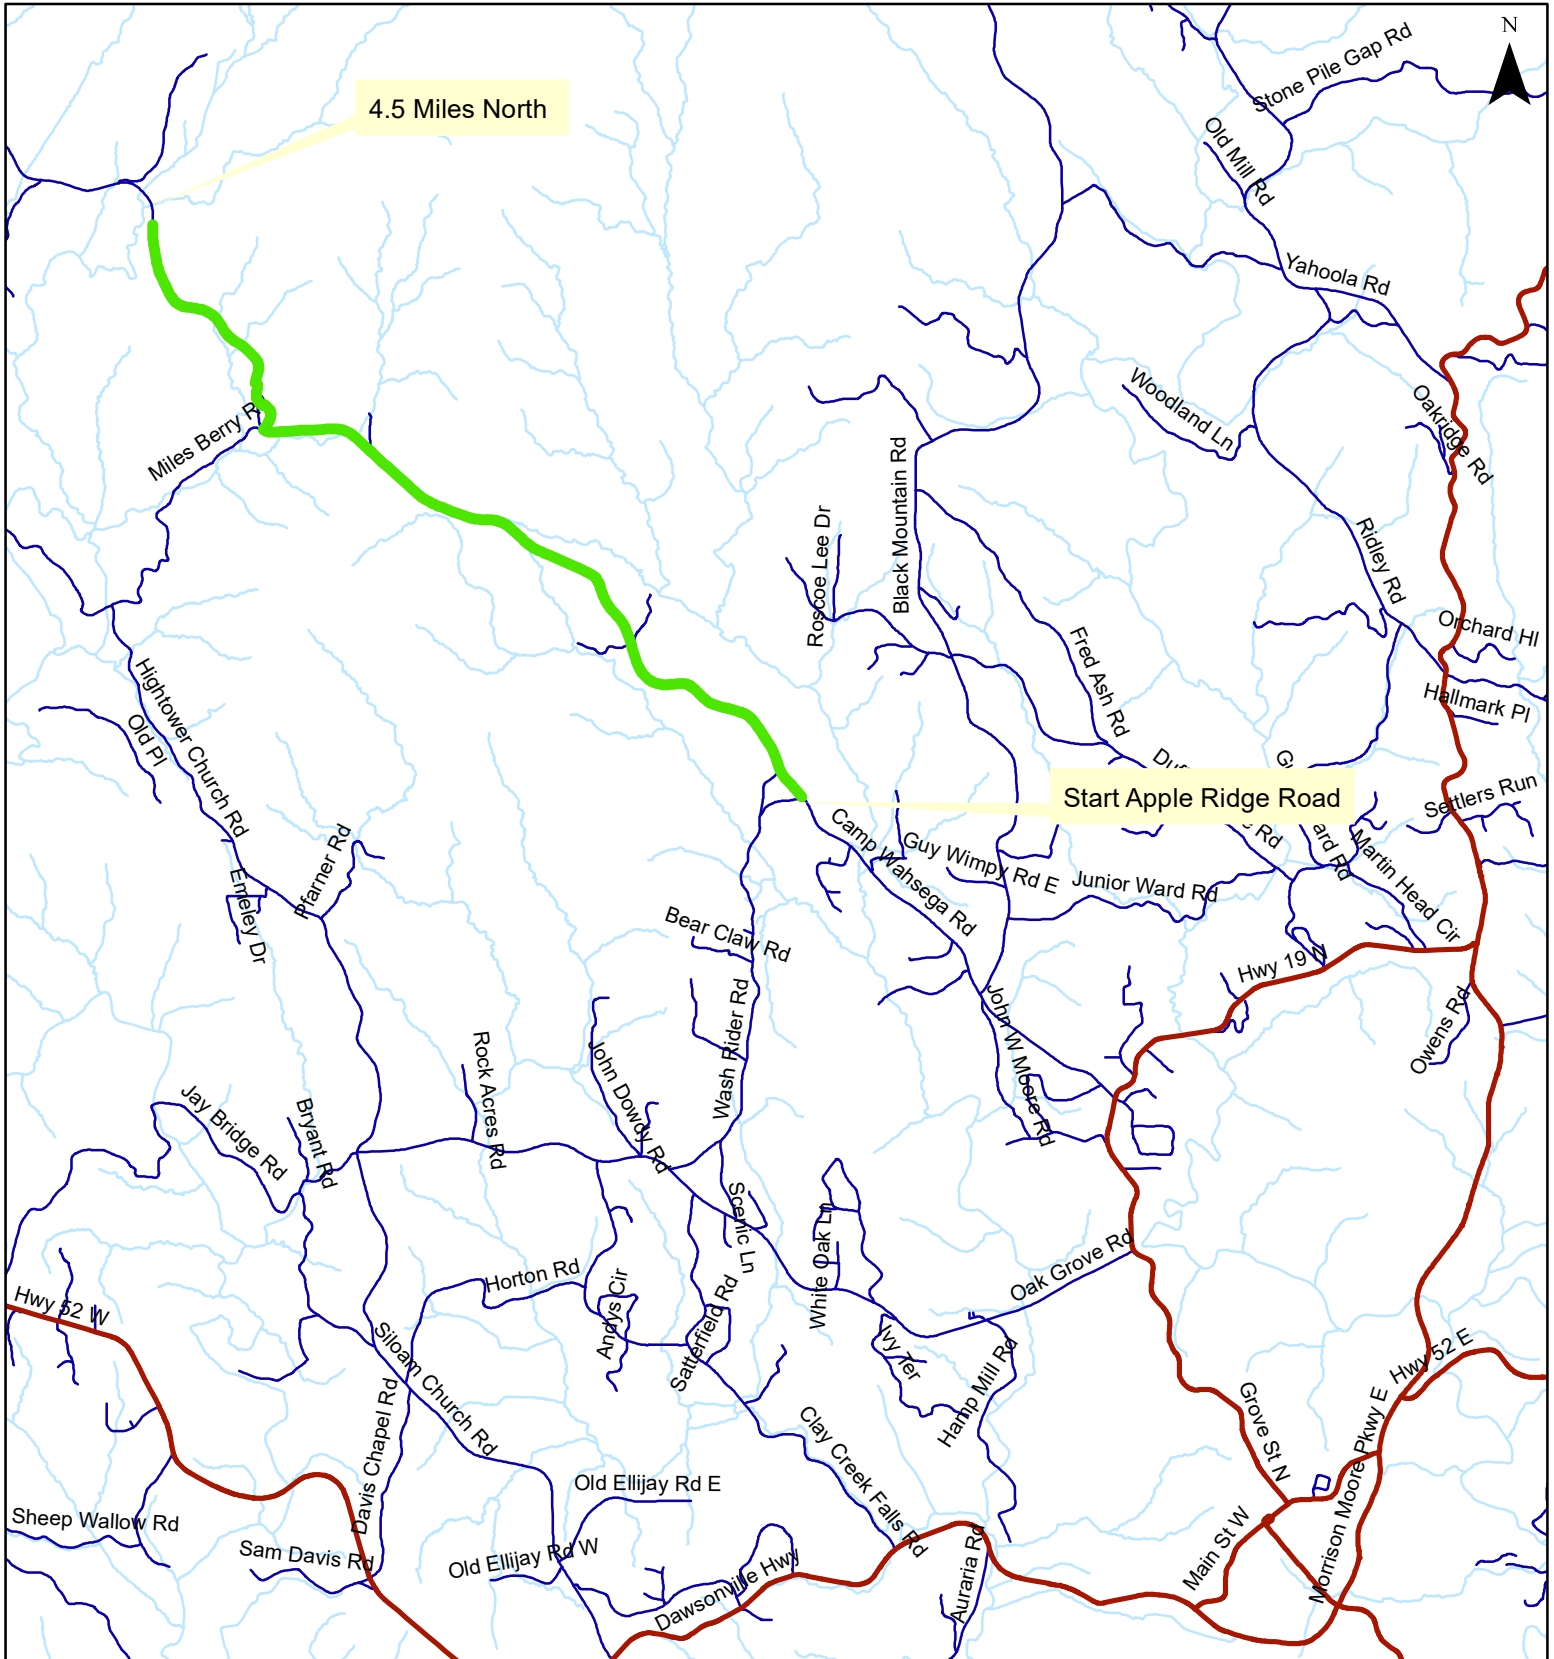 N
Stone Pile Gap Rd
4.5 Miles North
Old Mill Rd
Yahoola Rd
Woodland Ln
Oakridge Rd
Miles Berry R
Black Mountain Rd
Roscoe Lee Dr
Ridley Rd
Orchard Hl
Fred Ash Rd
Hightower Church Rd
Old Pl
Hallmark Pl
Start Apple Ridge Road
Settlers Run
Camp Wahsega Rd
Guy Wimpy Rd E
Junior Ward Rd
Martin Head Cir
Pfarner Rd
Emeley Dr
Bear Claw Rd
Hwy 19 N
Wash Rider Rd
John W Moore Rd
Owens Rd
Rock Acres Rd
John Dowdy Rd
Jay Bridge Rd
Bryant Rd
Scenic Ln
White Oak Ln
Oak Grove Rd
Horton Rd
Andys Cir
Satterfield Rd
Hwy 52 W
Siloam Church Rd
Ivy Ter
Hamp Mill Rd
Hwy 52 E
Grove St N
Morrison Moore Pkwy E
Davis Chapel Rd
Clay Creek Falls Rd
Old Ellijay Rd E
Sheep Wallow Rd
Sam Davis Rd
Old Ellijay Rd W
Main St W
Auraria Rd
Dawsonville Hwy